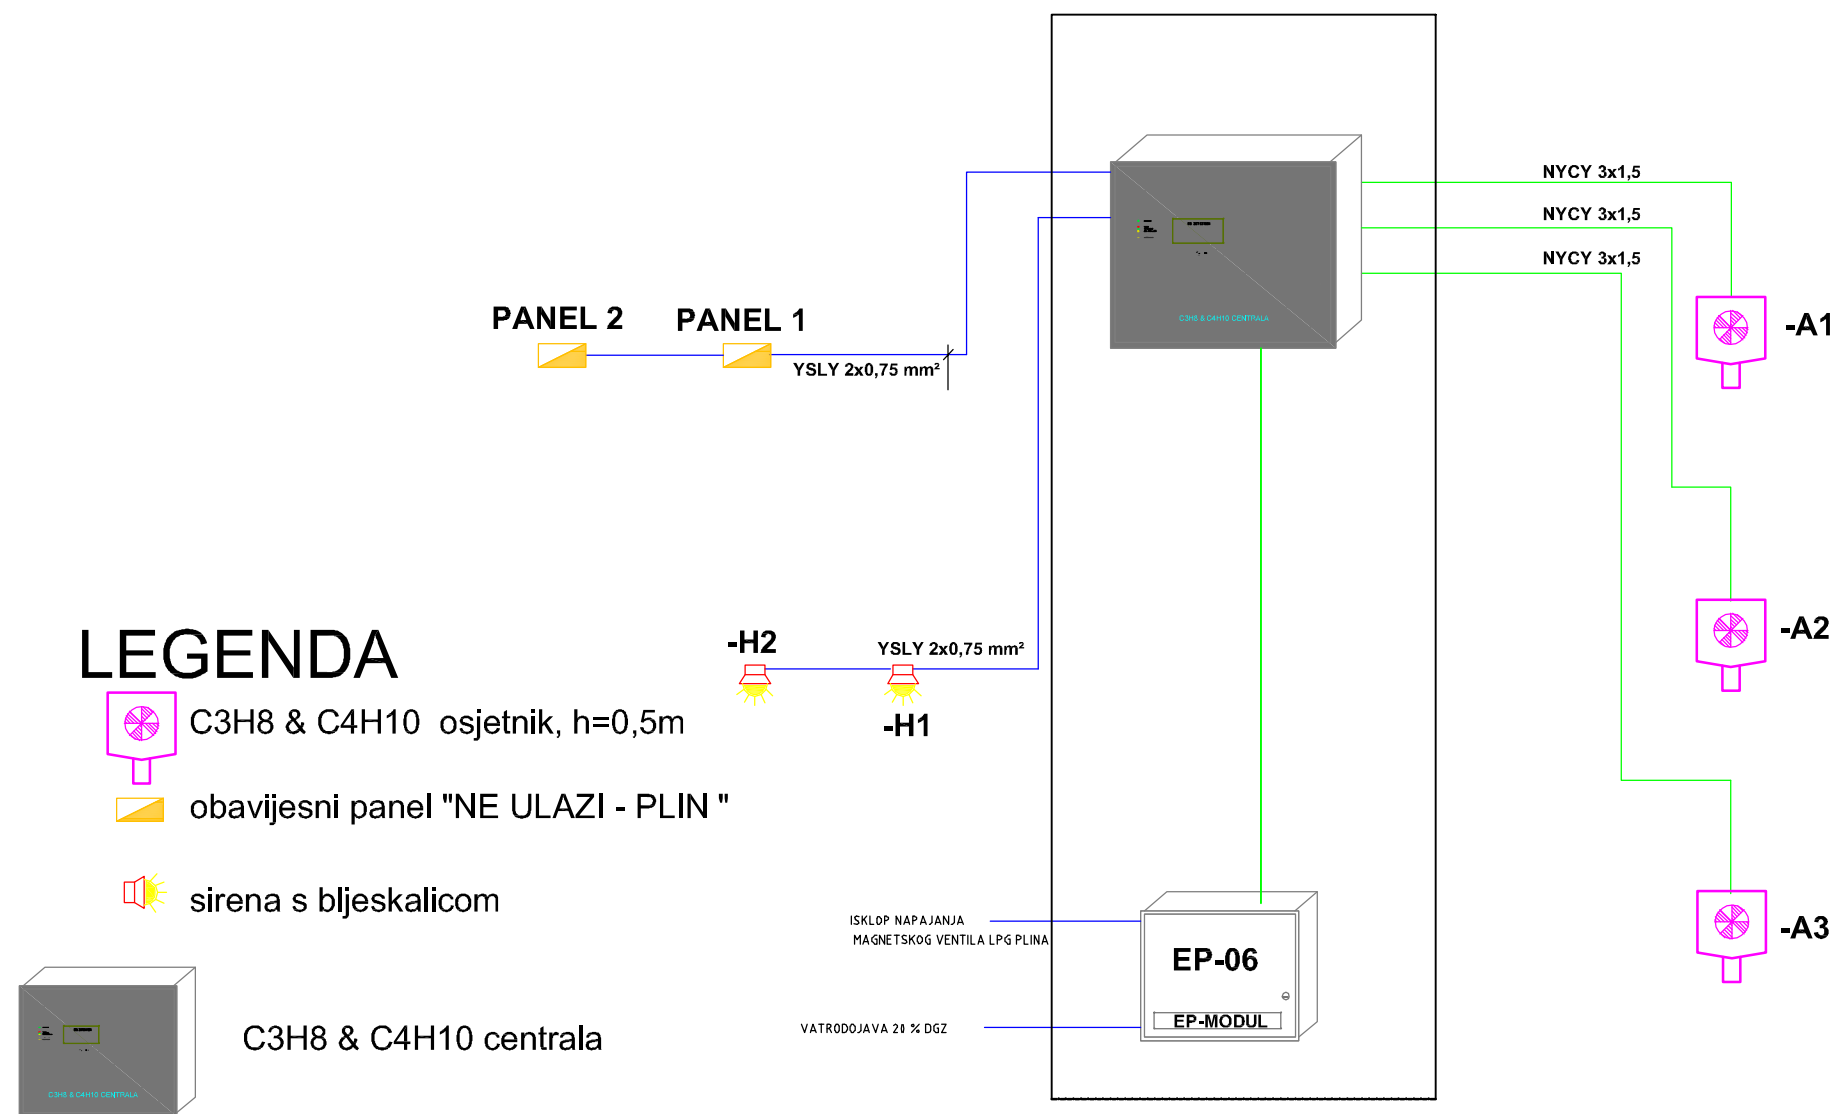 NYCY 3x1,5
NYCY 3x1,5
NYCY 3x1,5
C3H8 & C4H10 CENTRALA
-A1
PANEL 2
PANEL 1
YSLY 2x0,75 mm²
-A2
-H2
YSLY 2x0,75 mm²
-H1
LEGENDA
C3H8 & C4H10 osjetnik, h=0,5m
obavijesni panel "NE ULAZI - PLIN "
sirena s bljeskalicom
C3H8 & C4H10 centrala
C3H8 & C4H10 CENTRALA
ISKLOP NAPAJANJA
MAGNETSKOG VENTILA LPG PLINA
VATRODOJAVA 20 % DGZ
EP-06
EP-MODUL
-A3